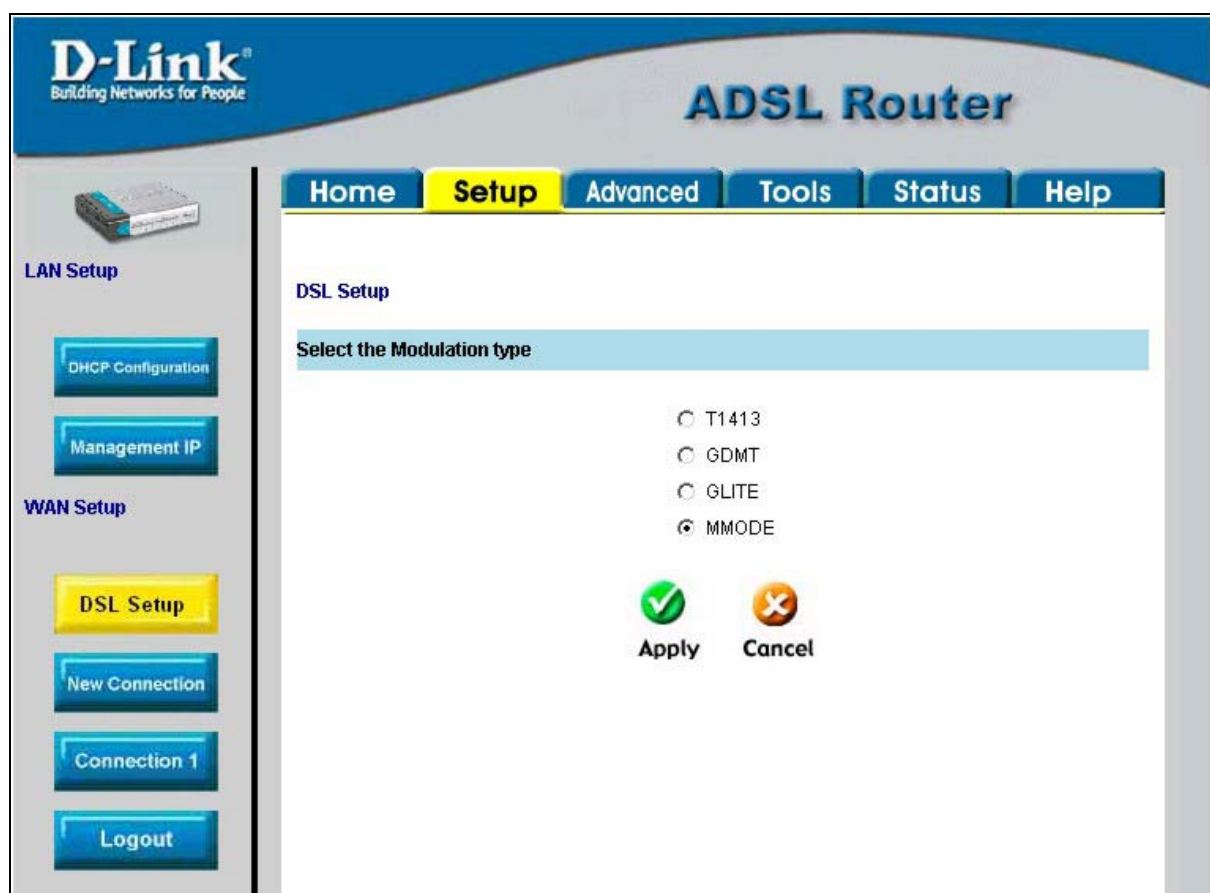 D-Link®
Building Networks for People
ADSL Router
Home Setup Advanced Tools Status Help
LAN Setup
DHCP Configuration
Management IP
WAN Setup
DSL Setup
New Connection
Connection 1
Logout
DSL Setup
Select the Modulation type
T1413
GDMT
GLITE
MMODE
Apply Cancel